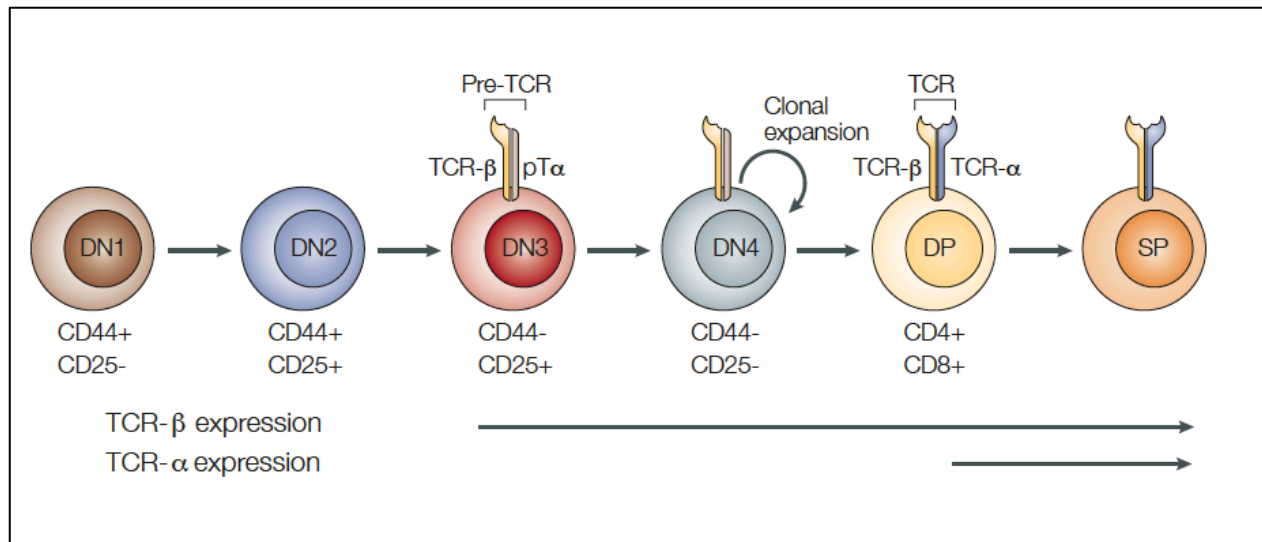 Pre-TCR
TCR
Clonal
expansion
TCR-β
pTα
TCR-β
TCR-α
DN1
DN2
DN3
DN4
DP
SP
CD44+
CD25-
CD44+
CD25+
CD44-
CD25+
CD44-
CD25-
CD4+
CD8+
TCR-β expression
TCR-α expression